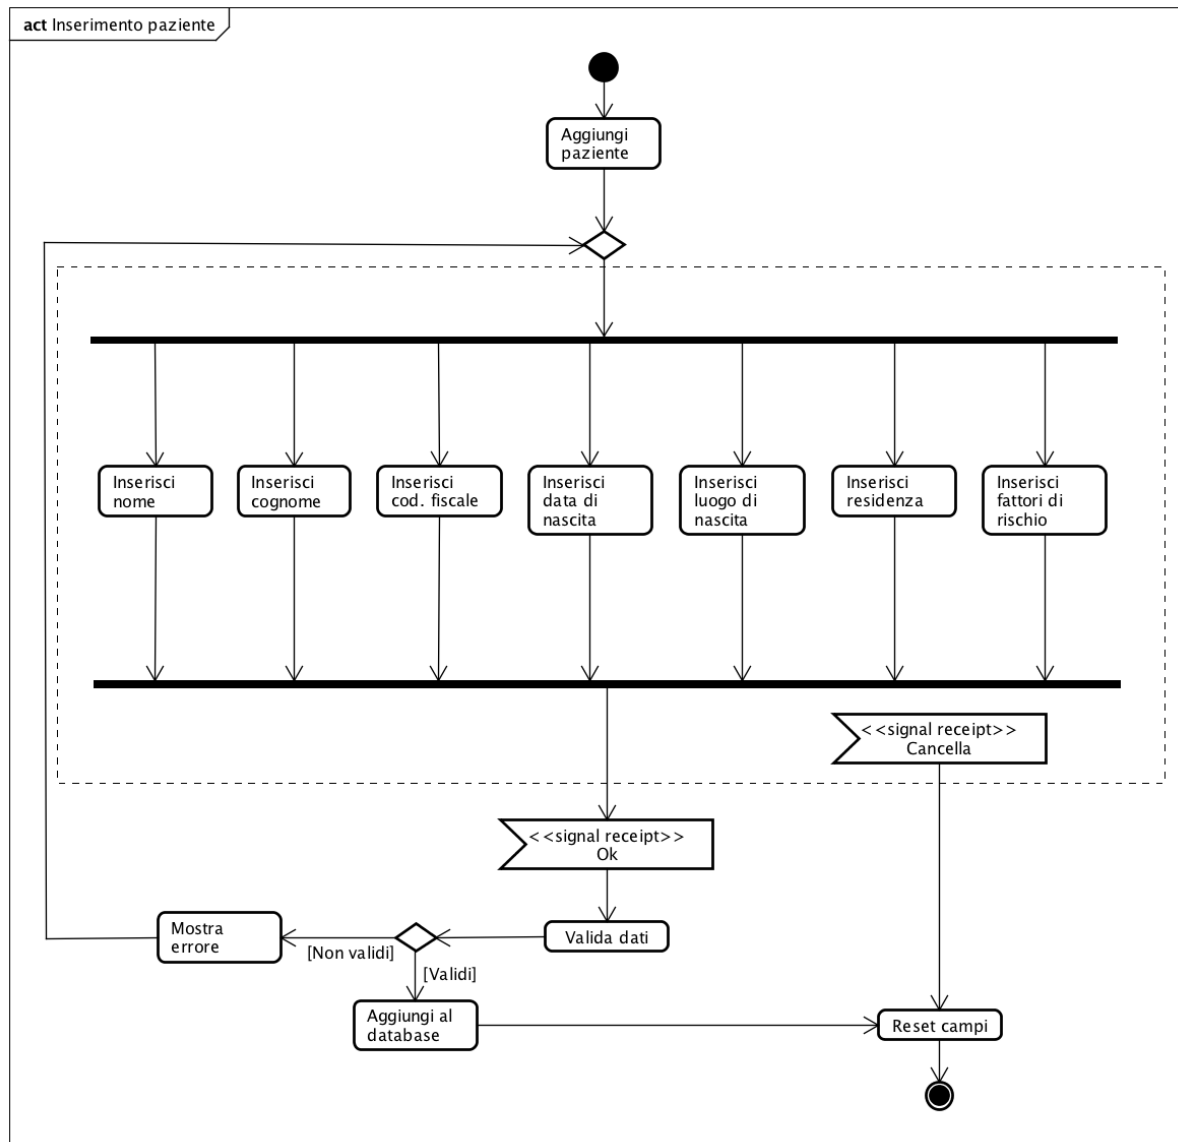 act Inserimento paziente
Aggiungi
paziente
Inserisci
nome
Inserisci
cognome
Inserisci
cod. fiscale
Inserisci
data di
nascita
Inserisci
luogo di
nascita
Inserisci
residenza
Inserisci
fattori di
rischio
<<signal receipt>>
Cancella
<<signal receipt>>
Ok
Valida dati
[Non validi]
Mostra
errore
[Validi]
Aggiungi al
database
Reset campi